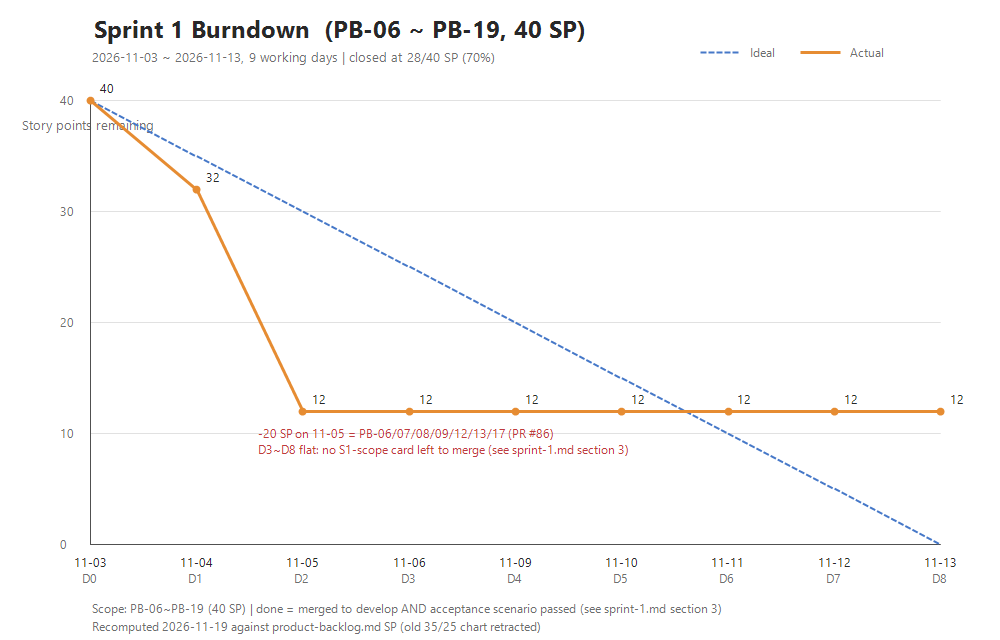 Sprint 1 Burndown  (PB-06 ~ PB-19, 40 SP)
2026-11-03 ~ 2026-11-13, 9 working days | closed at 28/40 SP (70%)
Ideal
Actual
40
40
Story points remaining
32
30
20
12
12
12
12
12
12
12
-20 SP on 11-05 = PB-06/07/08/09/12/13/17 (PR #86)
10
D3~D8 flat: no S1-scope card left to merge (see sprint-1.md section 3)
0
11-03
11-04
11-05
11-06
11-09
11-10
11-11
11-12
11-13
D0
D1
D2
D3
D4
D5
D6
D7
D8
Scope: PB-06~PB-19 (40 SP) | done = merged to develop AND acceptance scenario passed (see sprint-1.md section 3)
Recomputed 2026-11-19 against product-backlog.md SP (old 35/25 chart retracted)